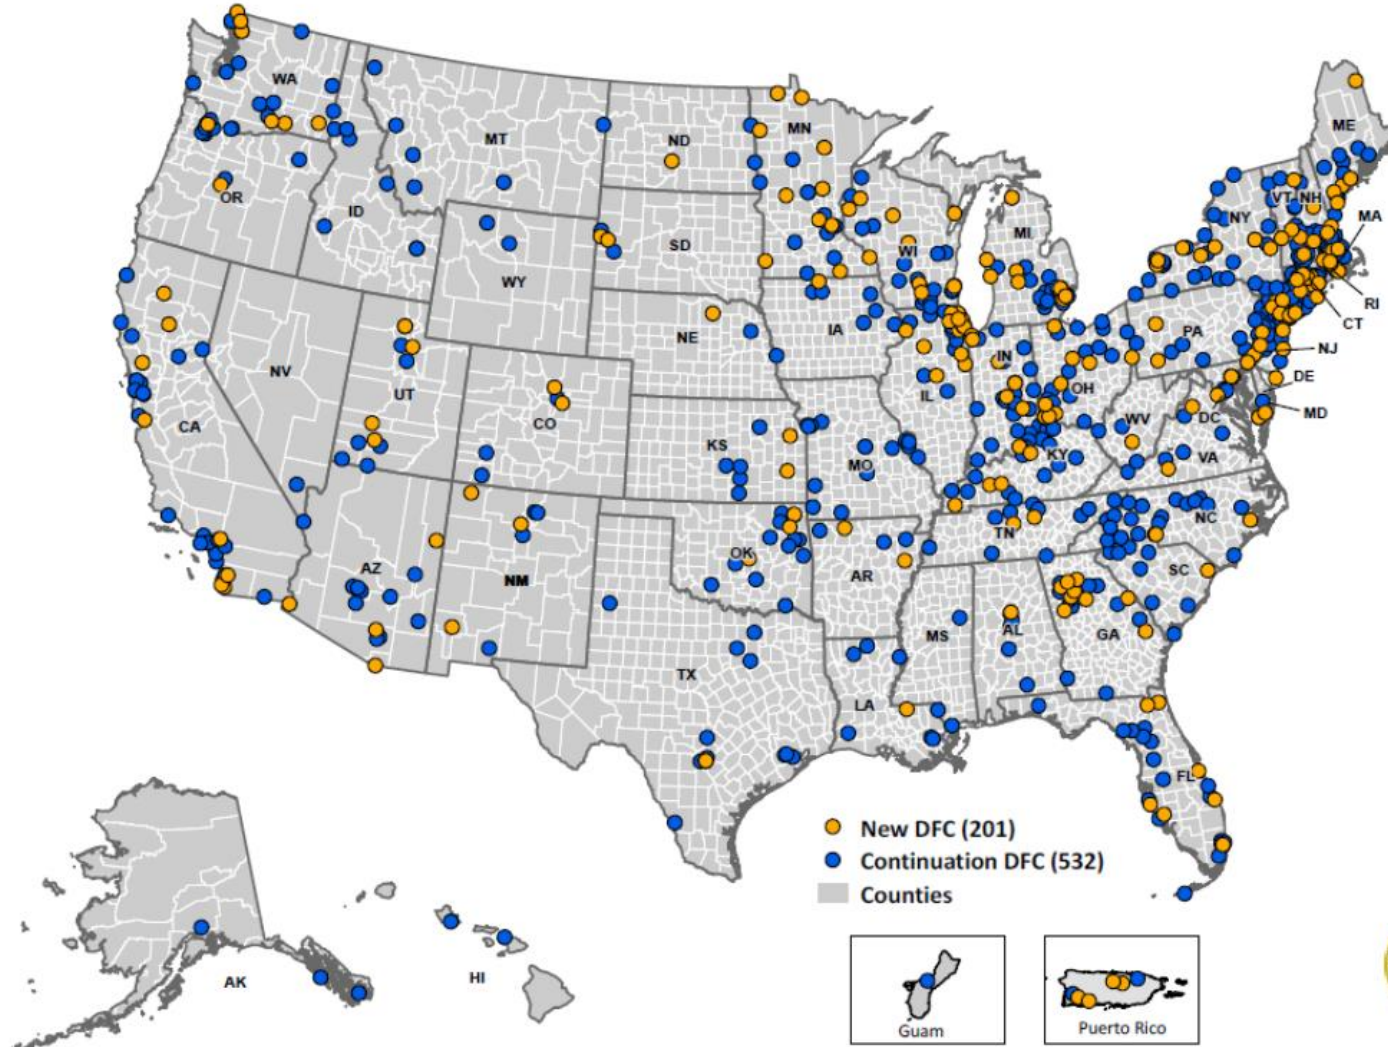 WA
MT
ND
MN
ME
OR
ID
VT
NH
NY
MA
SD
WI
MI
WY
RI
IA
CT
NE
PA
NV
IN
NJ
UT
OH
DE
IL
CA
CO
WV
DC
MD
KS
MO
KY
VA
NC
TN
OK
AZ
NM
AR
SC
MS
AL
GA
TX
LA
FL
New DFC (201)
Continuation DFC (532)
Counties
AK
HI
Guam
Puerto Rico